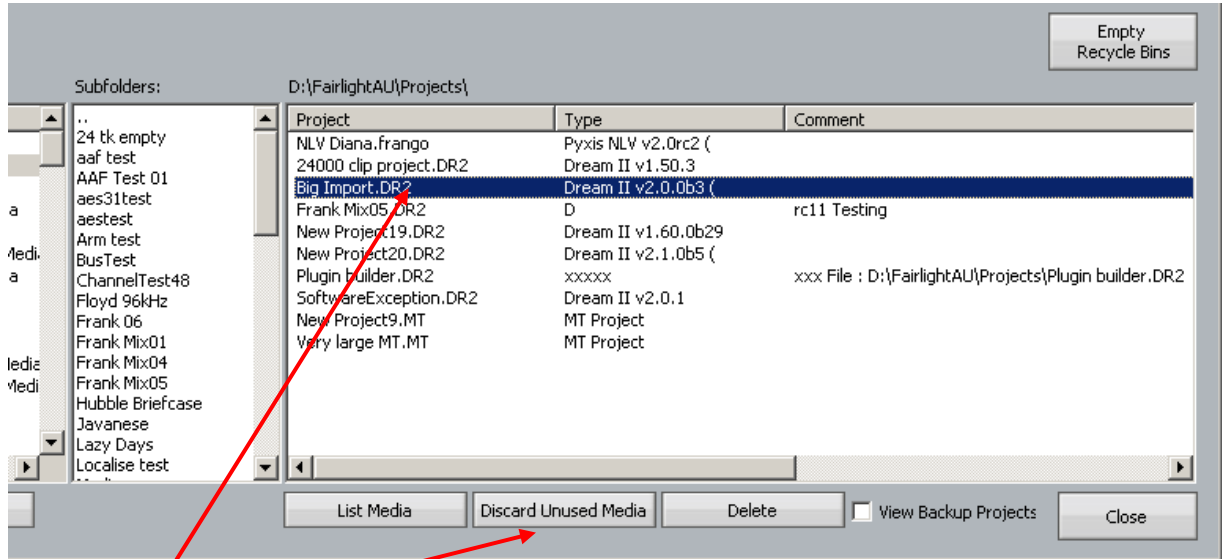 Empty
Recycle Bins
Subfolders:
D:\FairlightAU\Projects\
..
24 tk empty
aaf test
AAF Test 01
aes31test
aestest
Arm test
BusTest
ChannelTest48
Floyd 96kHz
Frank 06
Frank Mix01
Frank Mix04
Frank Mix05
Hubble Briefcase
Javanese
Lazy Days
Localise test
Project Type Comment
NLV Diana.frango Pyxis NLV v2.0rc2 (
24000 clip project.DR2 Dream II v1.50.3
Big Import.DR2 Dream II v2.0.0b3 (
Frank Mix05.DR2 D rc11 Testing
New Project19.DR2 Dream II v1.60.0b29
New Project20.DR2 Dream II v2.1.0b5 (
Plugin builder.DR2 xxxxx xxx File : D:\FairlightAU\Projects\Plugin builder.DR2
SoftwareException.DR2 Dream II v2.0.1
New Project9.MT MT Project
Very large MT.MT MT Project
List Media
Discard Unused Media
Delete
View Backup Projects
Close